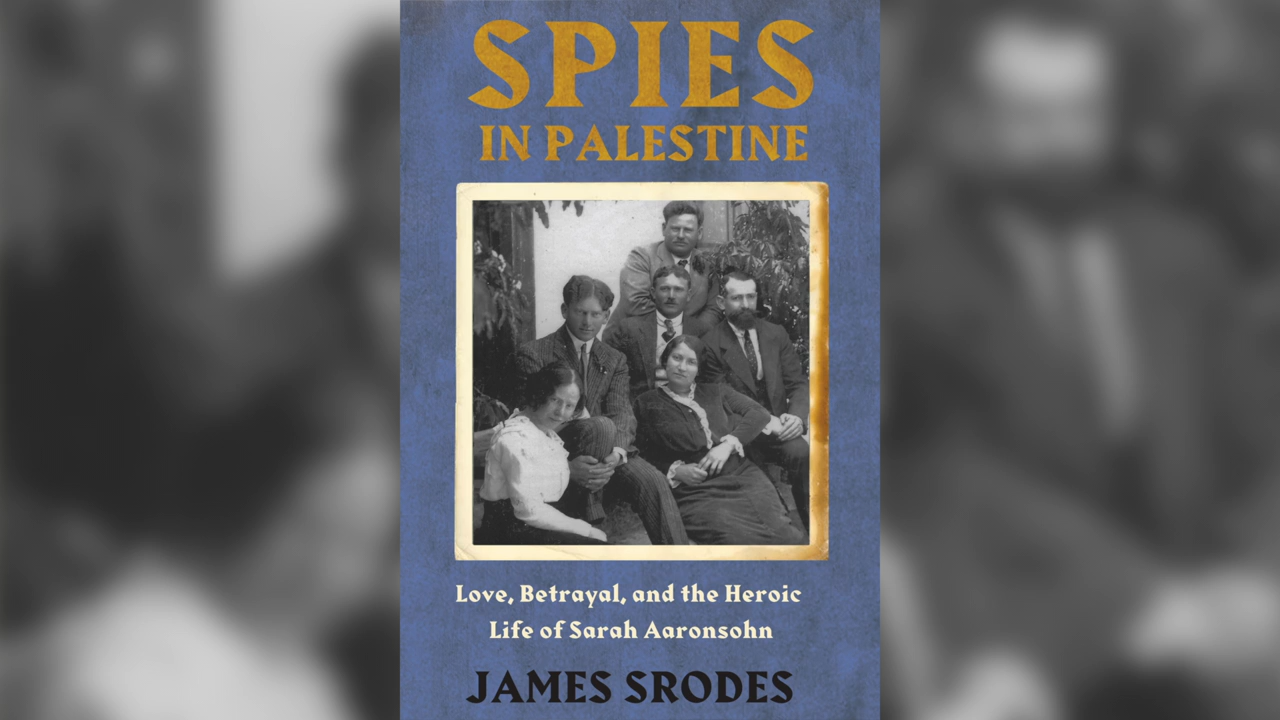 SPIES
IN PALESTINE
Love, Betrayal, and the Heroic
Life of Sarah Aaronsohn
JAMES SRODES